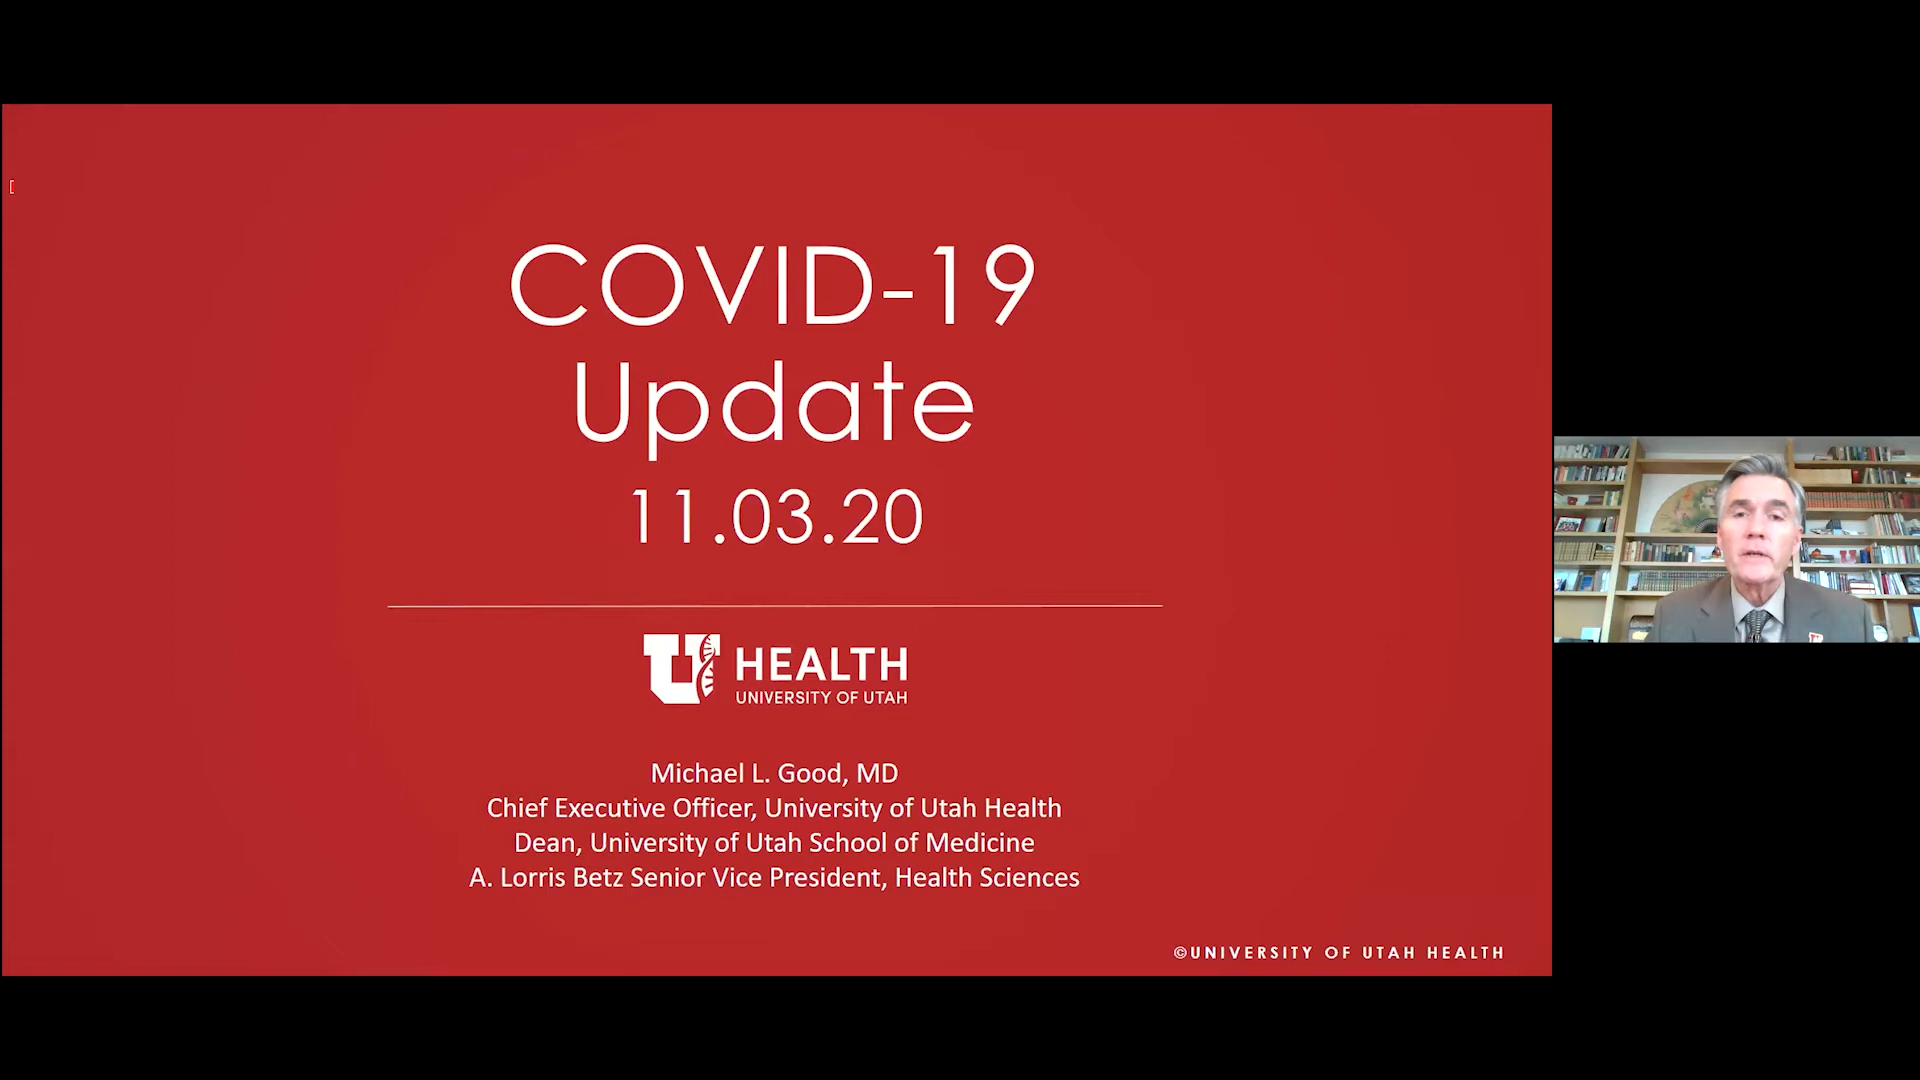 [
COVID-19
Update
11.03.20
U HEALTH
UNIVERSITY OF UTAH
Michael L. Good, MD
Chief Executive Officer, University of Utah Health
Dean, University of Utah School of Medicine
A. Lorris Betz Senior Vice President, Health Sciences
©UNIVERSITY OF UTAH HEALTH